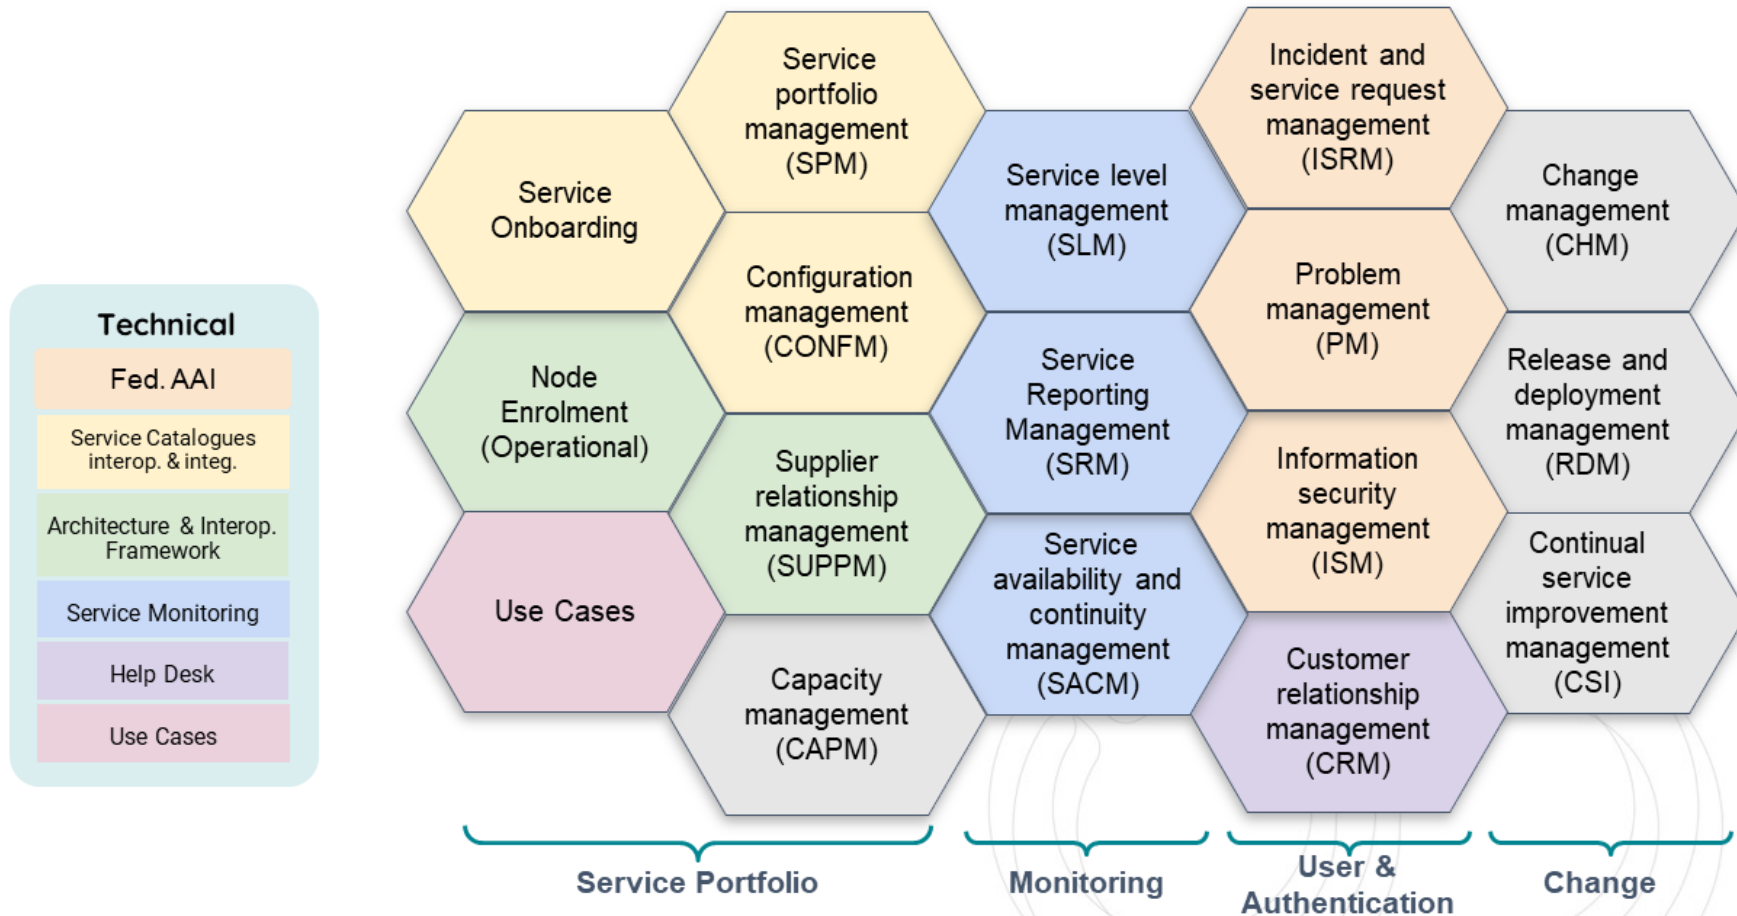 Technical
Fed. AAI
Service Catalogues
interop. & integ.
Architecture & Interop.
Framework
Service Monitoring
Help Desk
Use Cases
Service
Onboarding
Node
Enrolment
(Operational)
Use Cases
Service
portfolio
management
(SPM)
Configuration
management
(CONFM)
Supplier
relationship
management
(SUPPM)
Capacity
management
(CAPM)
Service level
management
(SLM)
Service
Reporting
Management
(SRM)
Service
availability and
continuity
management
(SACM)
Incident and
service request
management
(ISRM)
Problem
management
(PM)
Information
security
management
(ISM)
Customer
relationship
management
(CRM)
Change
management
(CHM)
Release and
deployment
management
(RDM)
Continual
service
improvement
management
(CSI)
Service Portfolio
Monitoring
User &
Authentication
Change